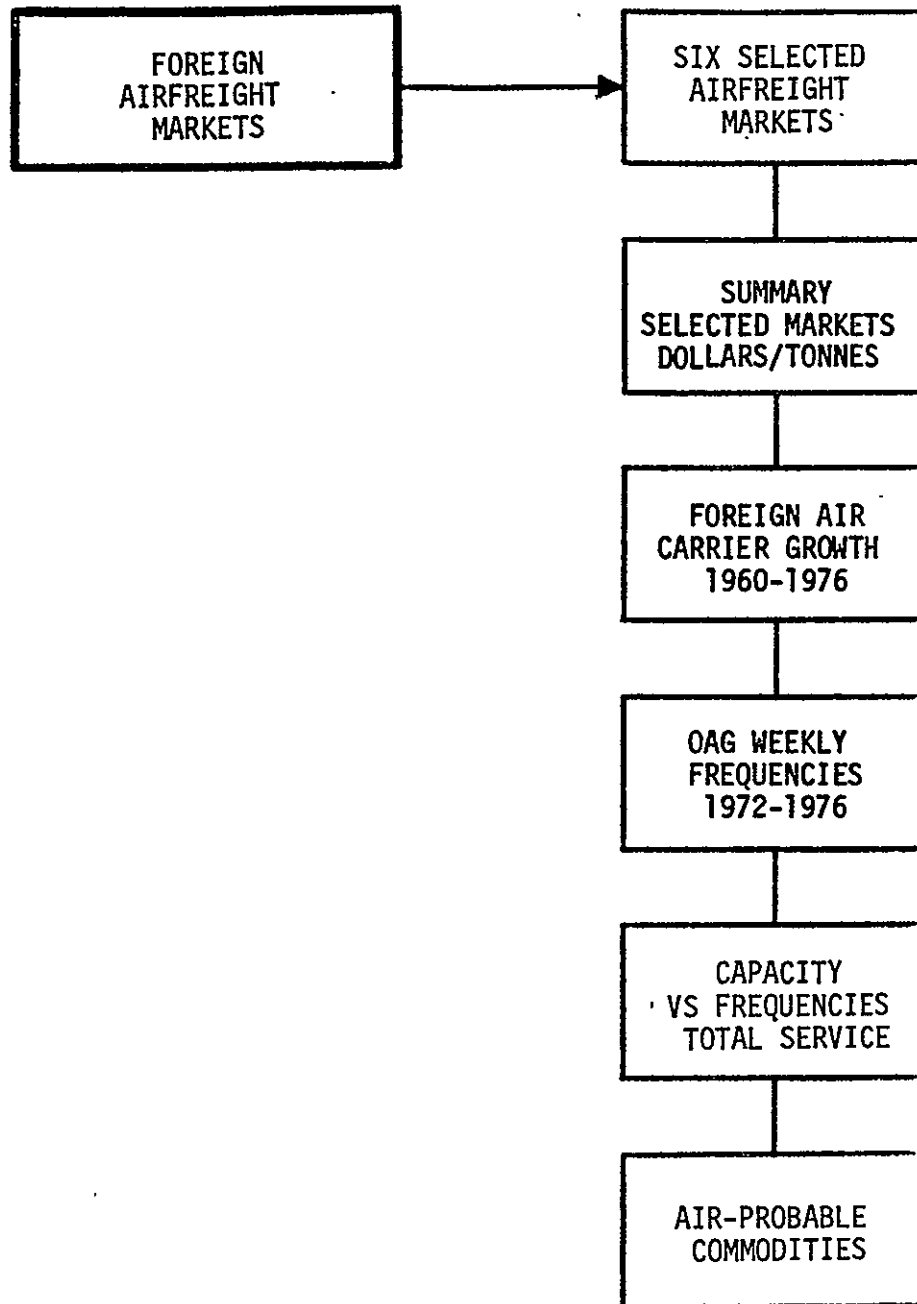 FOREIGN
AIRFREIGHT
MARKETS
SIX SELECTED
AIRFREIGHT
MARKETS
SUMMARY
SELECTED MARKETS
DOLLARS/TONNES
FOREIGN AIR
CARRIER GROWTH
1960-1976
OAG WEEKLY
FREQUENCIES
1972-1976
CAPACITY
VS FREQUENCIES
TOTAL SERVICE
AIR-PROBABLE
COMMODITIES